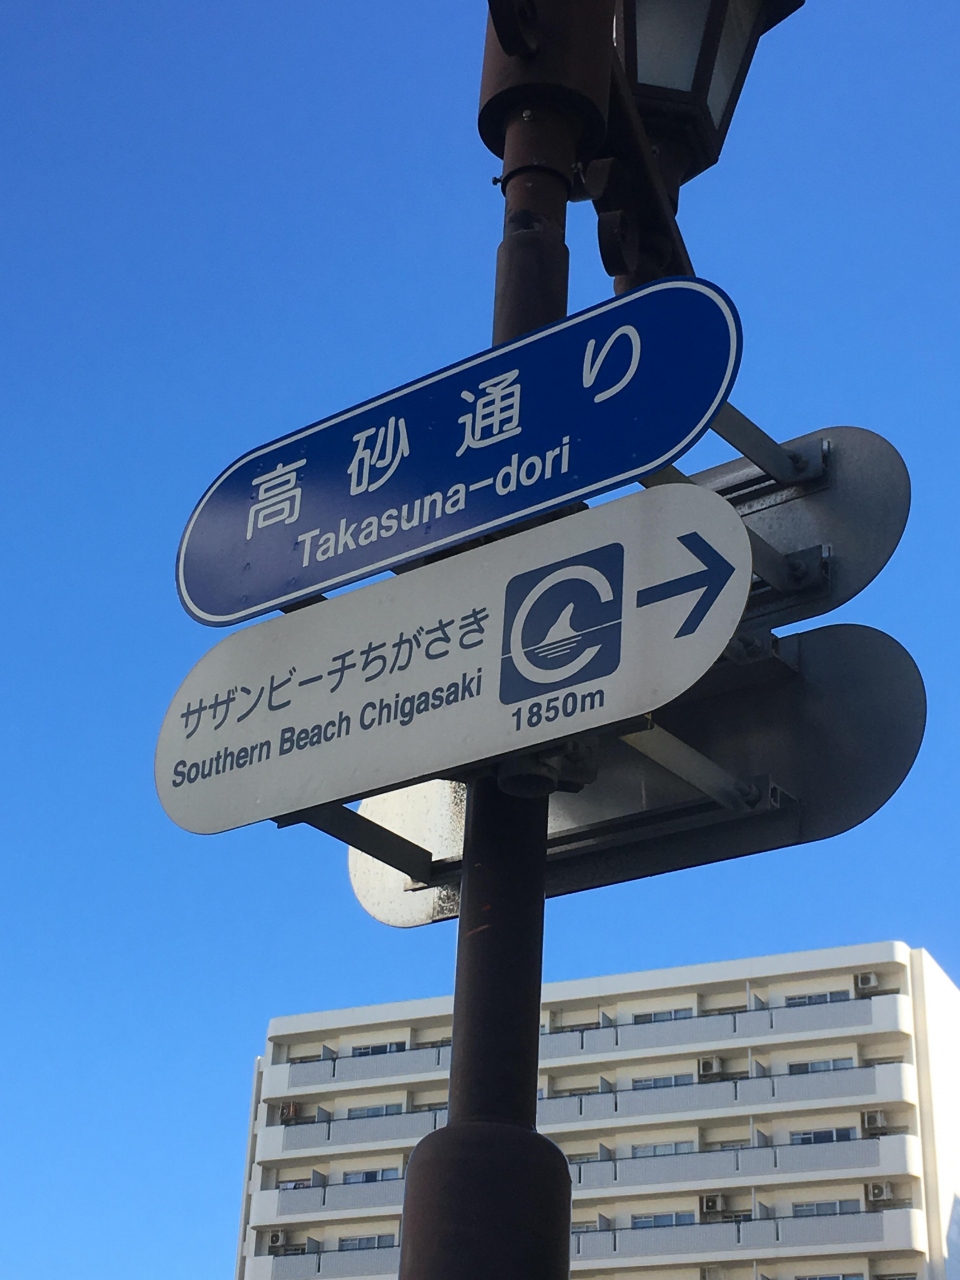 高砂通り
Takasuna-dori
サザンビーチちがさき
Southern Beach Chigasaki
1850m